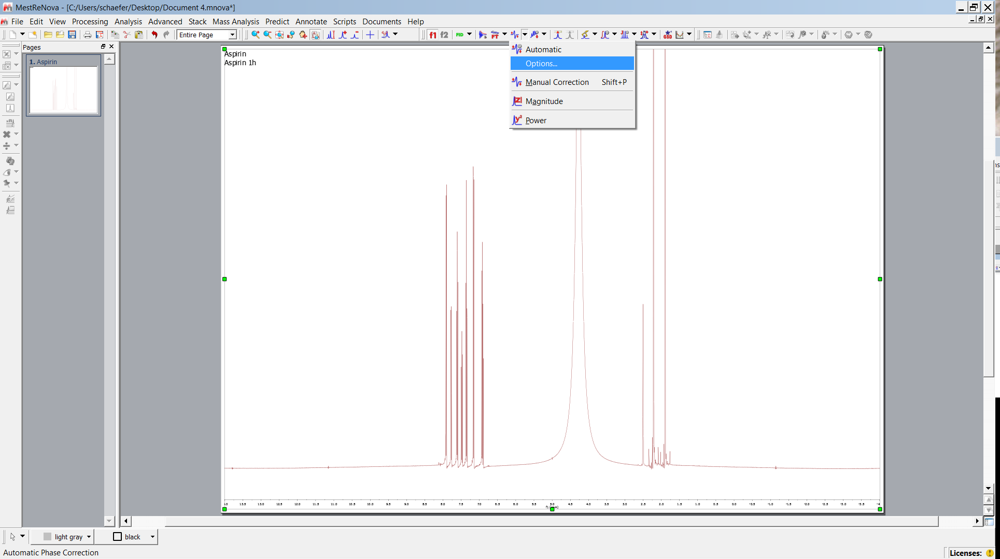 MestReNova - [C:/Users/schaefer/Desktop/Document 4.mnova*]
File Edit View Processing Analysis Advanced Stack Mass Analysis Predict Annotate Scripts Documents Help
Entire Page f1 f2 FID FT GSD
Pages
1. Aspirin
Aspirin
Aspirin 1h
Automatic
Options...
Manual Correction Shift+P
Magnitude
Power
13.5 13.0 12.5 12.0 11.5 11.0 10.5 10.0 9.5 9.0 8.5 8.0 7.5 7.0 6.5 6.0 5.5 5.0 4.5 4.0 3.5 3.0 2.5 2.0 1.5 1.0 0.5 0.0 -0.5 -1.0 -1.5 -2.0 -2.5 -3.0 -3.5 -4
light gray black
Automatic Phase Correction
Licenses: